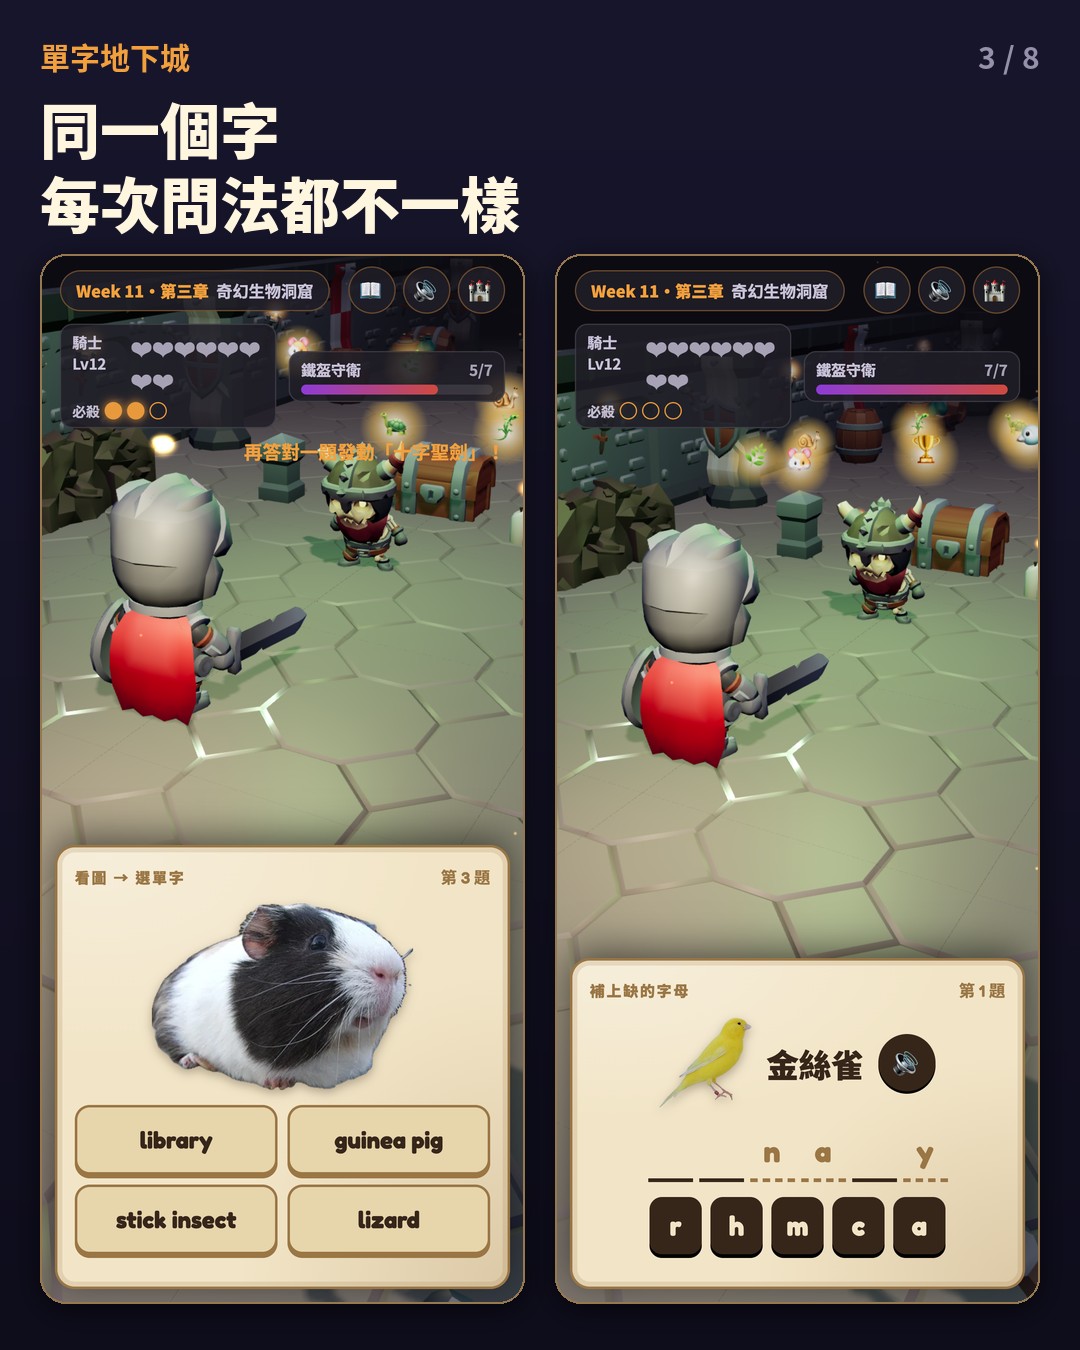 單字地下城
3 / 8
同一個字
每次問法都不一樣
Week 11・第三章 奇幻生物洞窟
騎士
Lv12
必殺
鐵盔守衛 5/7
再答對一題發動「十字聖劍」！
看圖 → 選單字 第 3 題
library guinea pig
stick insect lizard
Week 11・第三章 奇幻生物洞窟
騎士
Lv12
必殺
鐵盔守衛 7/7
補上缺的字母 第 1 題
金絲雀
n a y
r h m c a